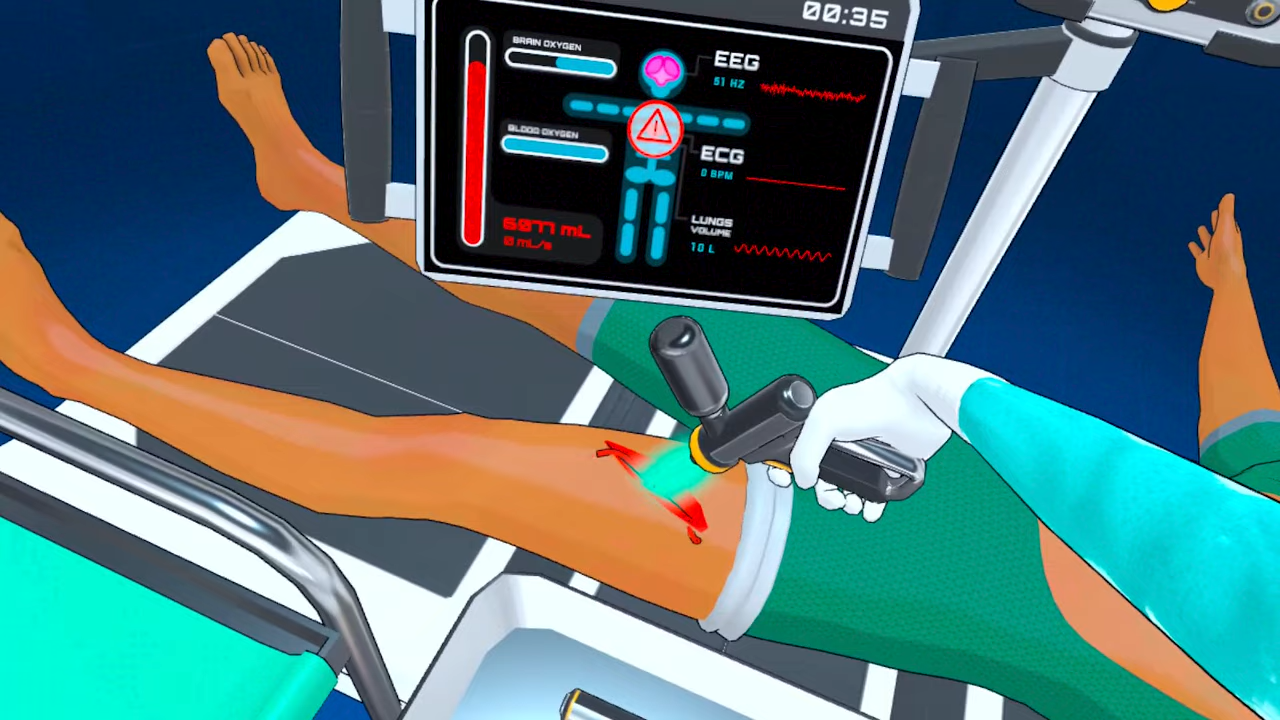 00:35
BRAIN OXYGEN
EEG
51 HZ
BLOOD OXYGEN
ECG
0 BPM
LUNGS
VOLUME
10 L
6077 mL
0 mL/s